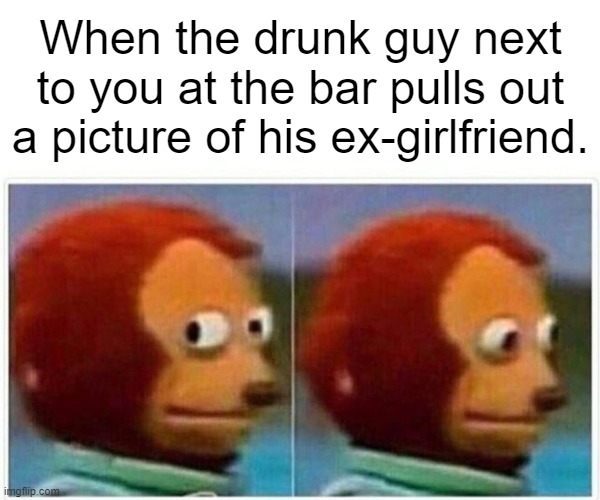 When the drunk guy next
to you at the bar pulls out
a picture of his ex-girlfriend.
imgflip.com